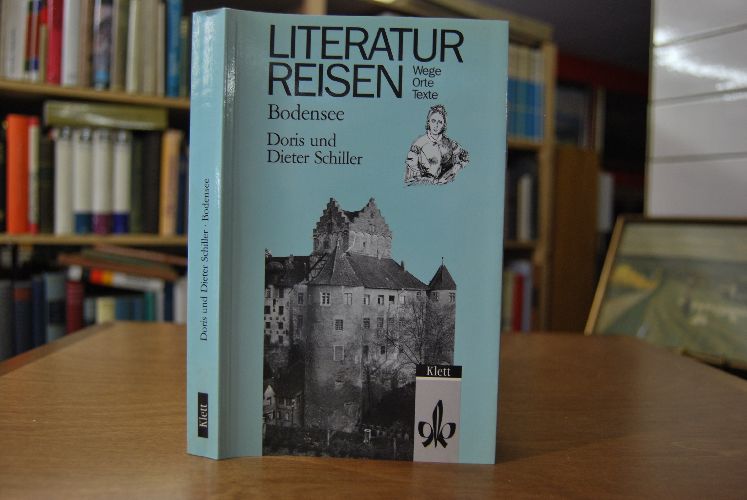 LITERATUR
REISEN
Wege
Orte
Texte
Bodensee
Doris und
Dieter Schiller
Klett
Doris und Dieter Schiller · Bodensee
Klett